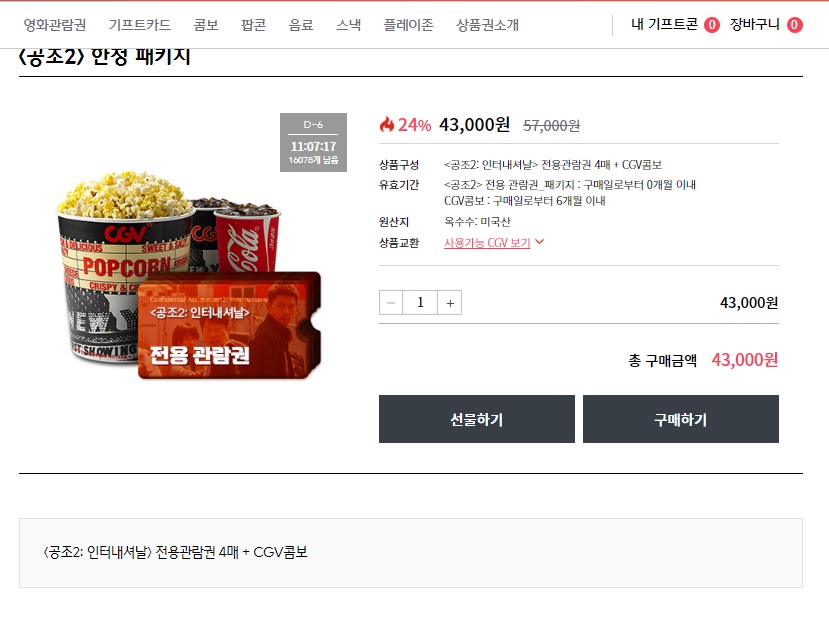 영화관람권 기프트카드 콤보 팝콘 음료 스낵 플레이존 상품권소개 내 기프트콘 0 장바구니 0
<공조2> 한정 패키지
D-6
11:07:17
16078개 남음
24% 43,000원 57,000원
상품구성 <공조2: 인터내셔날> 전용관람권 4매 + CGV콤보
유효기간 <공조2> 전용 관람권_패키지 : 구매일로부터 0개월 이내
CGV콤보 : 구매일로부터 6개월 이내
원산지 옥수수: 미국산
상품교환 사용가능 CGV 보기
- 1 + 43,000원
총 구매금액 43,000원
선물하기 구매하기
CGV
DELICIOUS SWEET &
POPCORN
CRISPY &
NEW
SHOWING
Cola
Confidential Assignment2: International
<공조2: 인터내셔날>
전용 관람권
<공조2: 인터내셔날> 전용관람권 4매 + CGV콤보